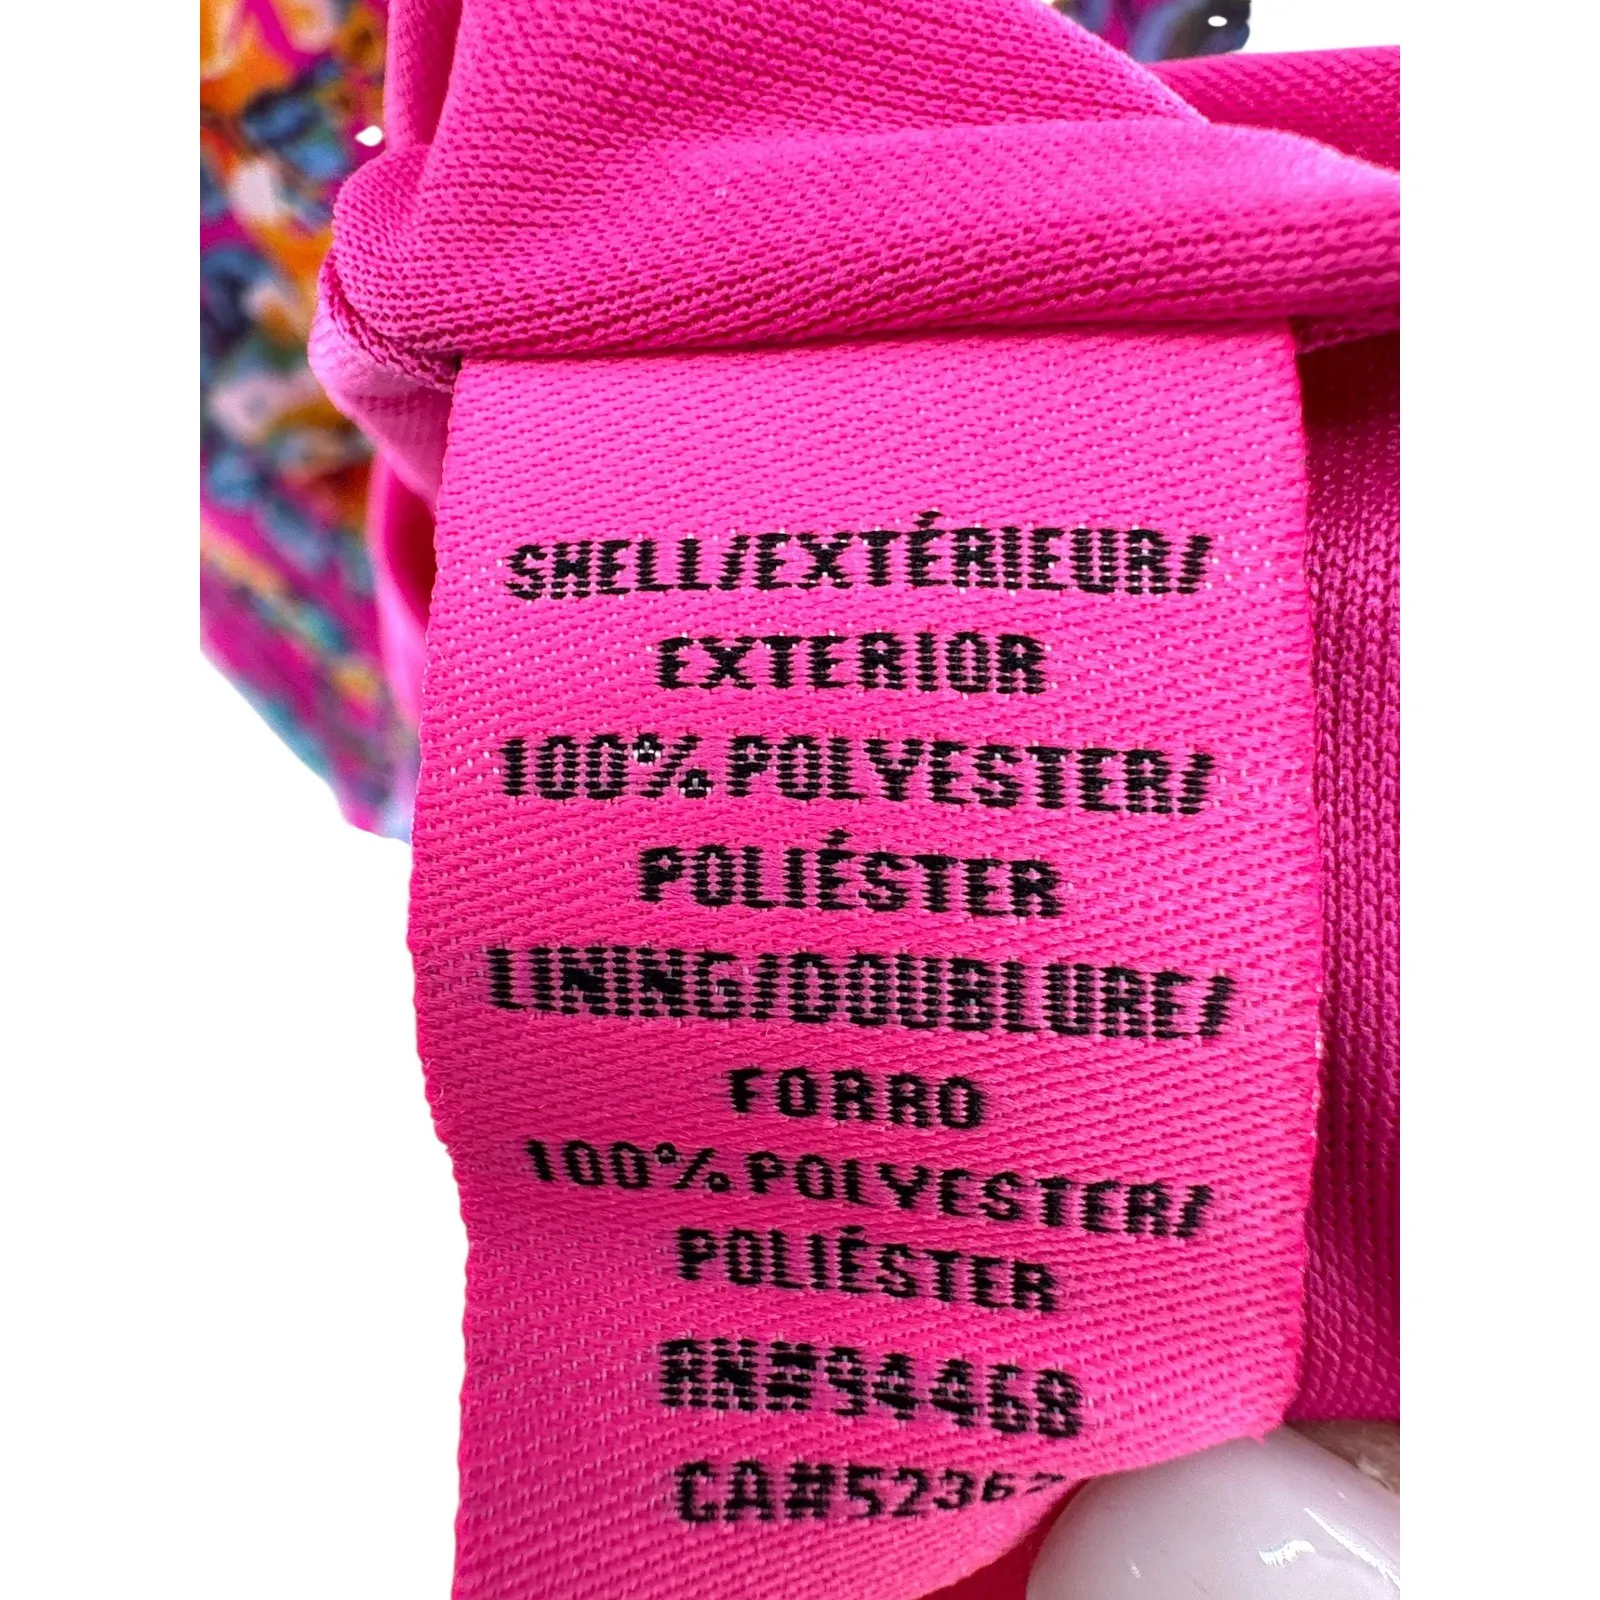 SHELL/EXTÉRIEUR/
EXTERIOR
100%POLYESTER/
POLIÉSTER
LINING/DOUBLURE/
FORRO
100%POLYESTER/
POLIÉSTER
RN#94468